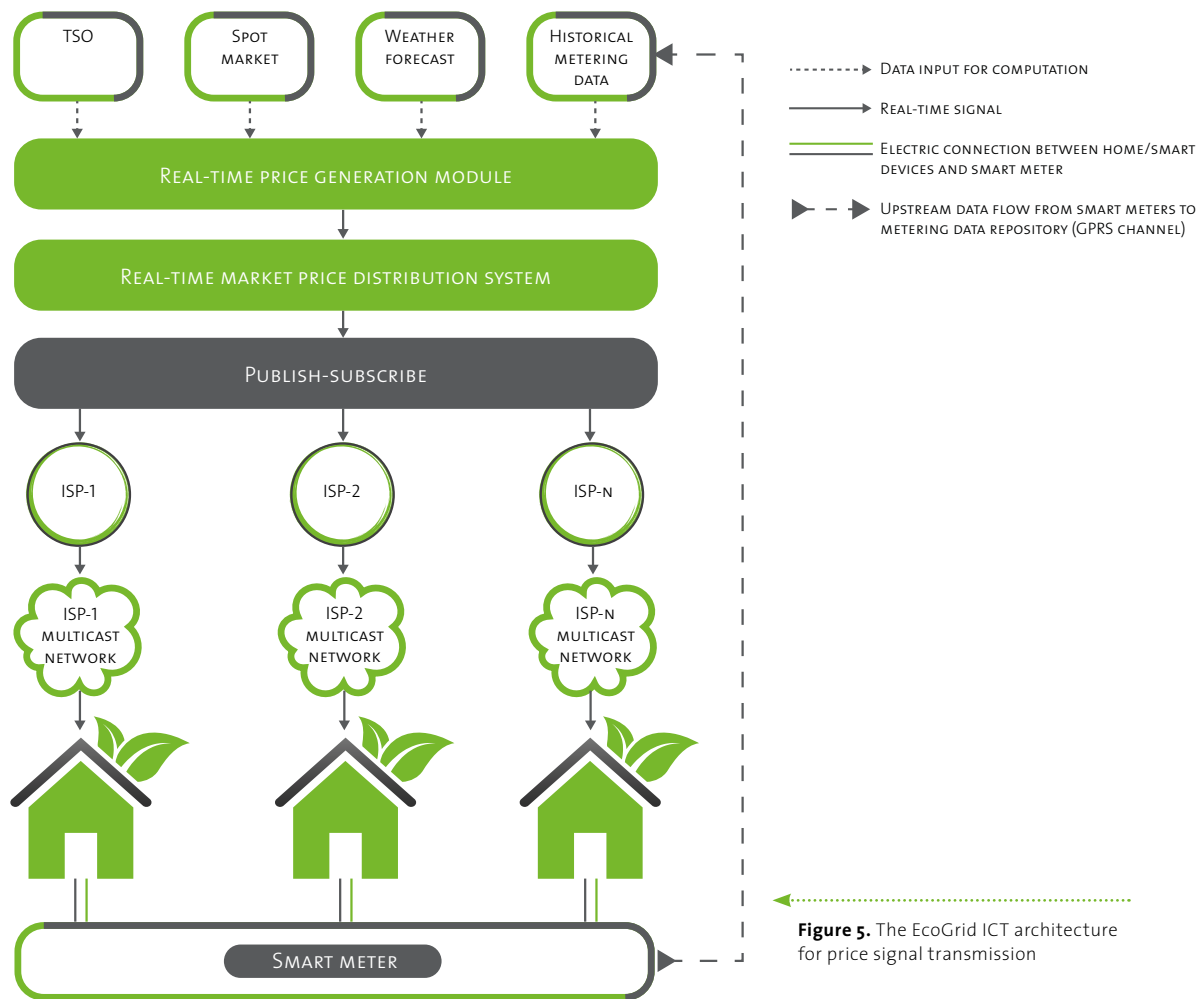 TSO
Spot market
Weather forecast
Historical metering data
Data input for computation
Real-time signal
Electric connection between home/smart
devices and smart meter
Upstream data flow from smart meters to
metering data repository (GPRS channel)
Real-time price generation module
Real-time market price distribution system
Publish-subscribe
ISP-1
ISP-2
ISP-n
ISP-1
multicast
network
ISP-2
multicast
network
ISP-n
multicast
network
Smart meter
Figure 5. The EcoGrid ICT architecture
for price signal transmission